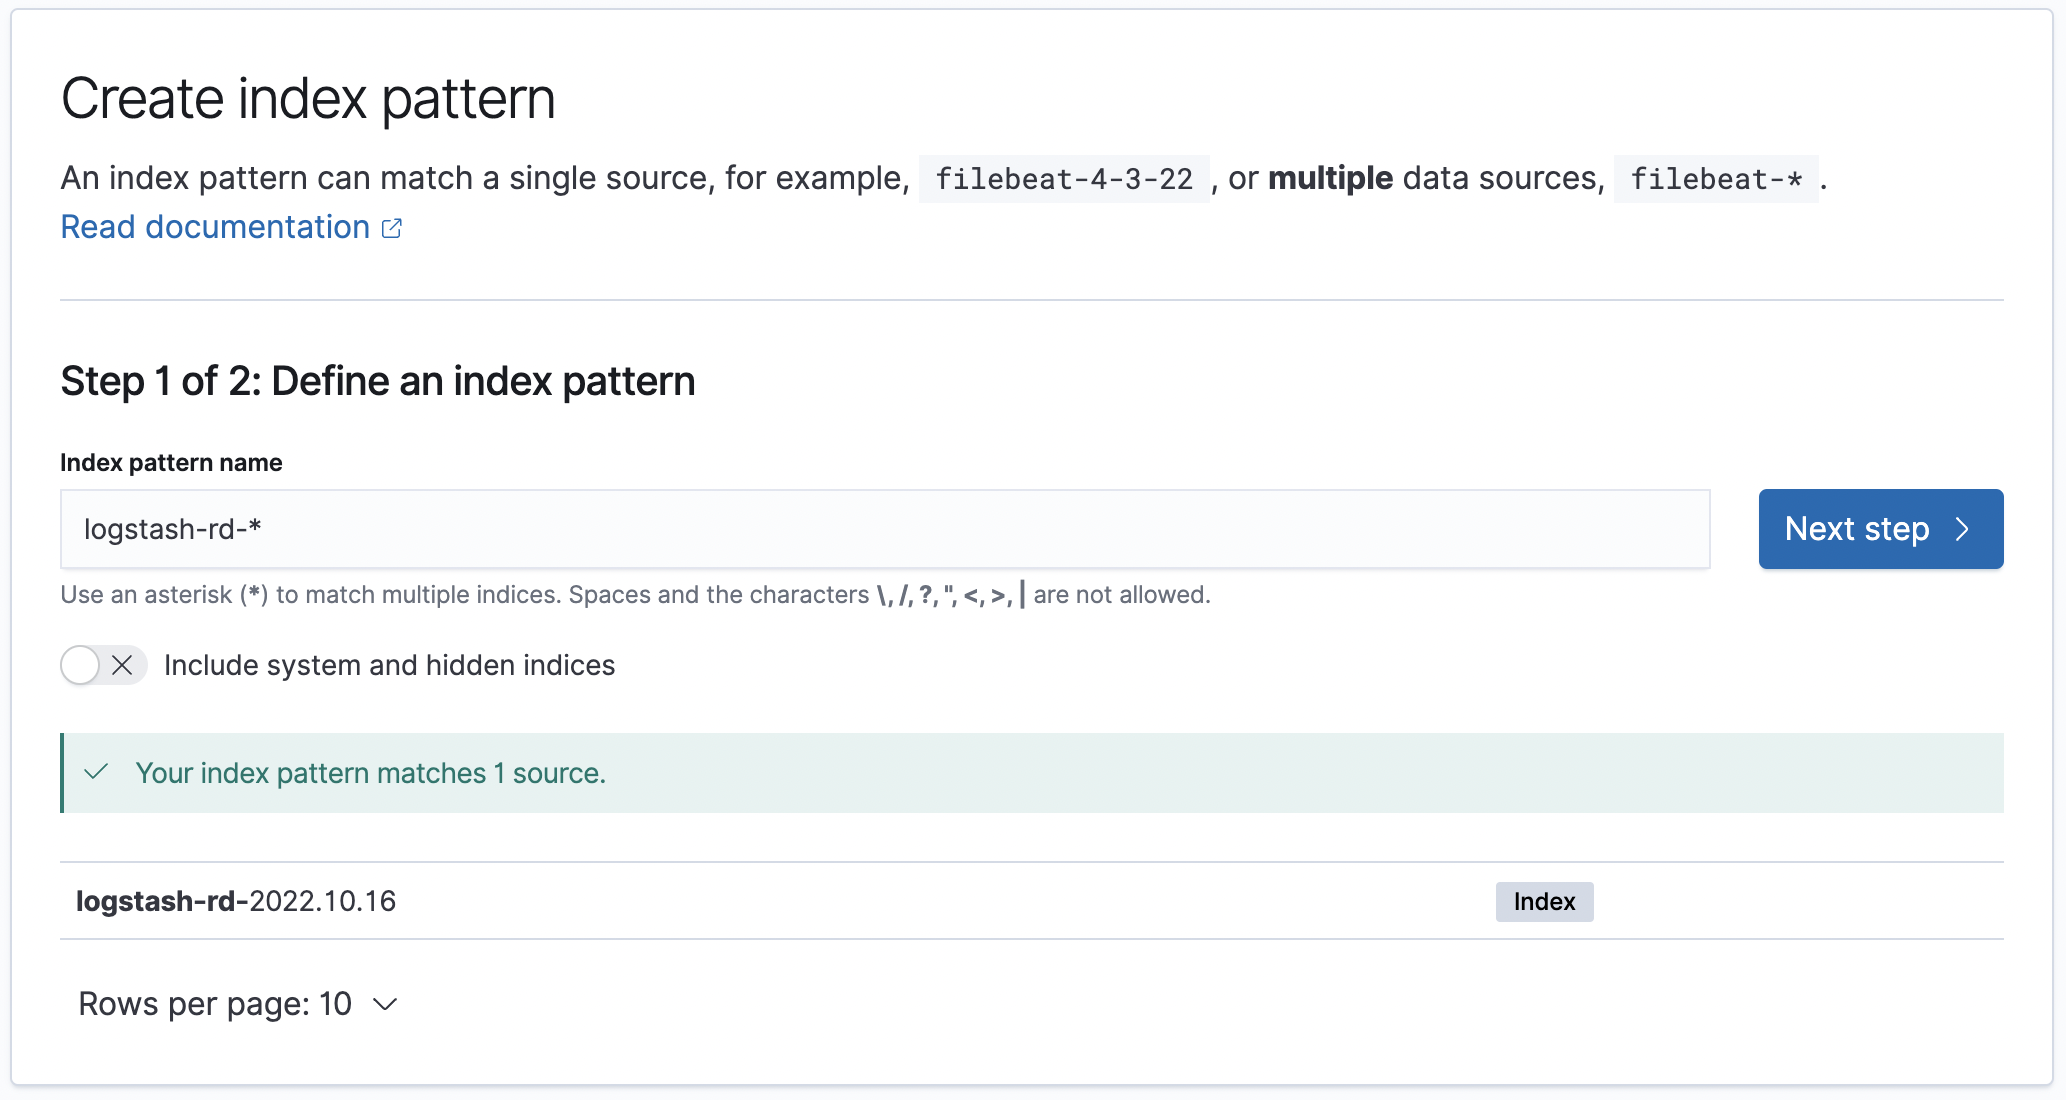 Create index pattern
An index pattern can match a single source, for example, filebeat-4-3-22 , or multiple data sources, filebeat-* .
Read documentation
Step 1 of 2: Define an index pattern
Index pattern name
logstash-rd-*
Next step
Use an asterisk (*) to match multiple indices. Spaces and the characters \, /, ?, ", <, >, | are not allowed.
Include system and hidden indices
Your index pattern matches 1 source.
logstash-rd-2022.10.16 Index
Rows per page: 10